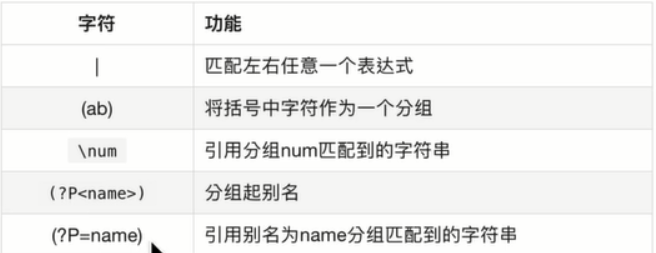 字符 功能
| 匹配左右任意一个表达式
(ab) 将括号中字符作为一个分组
\num 引用分组num匹配到的字符串
(?P<name>) 分组起别名
(?P=name) 引用别名为name分组匹配到的字符串